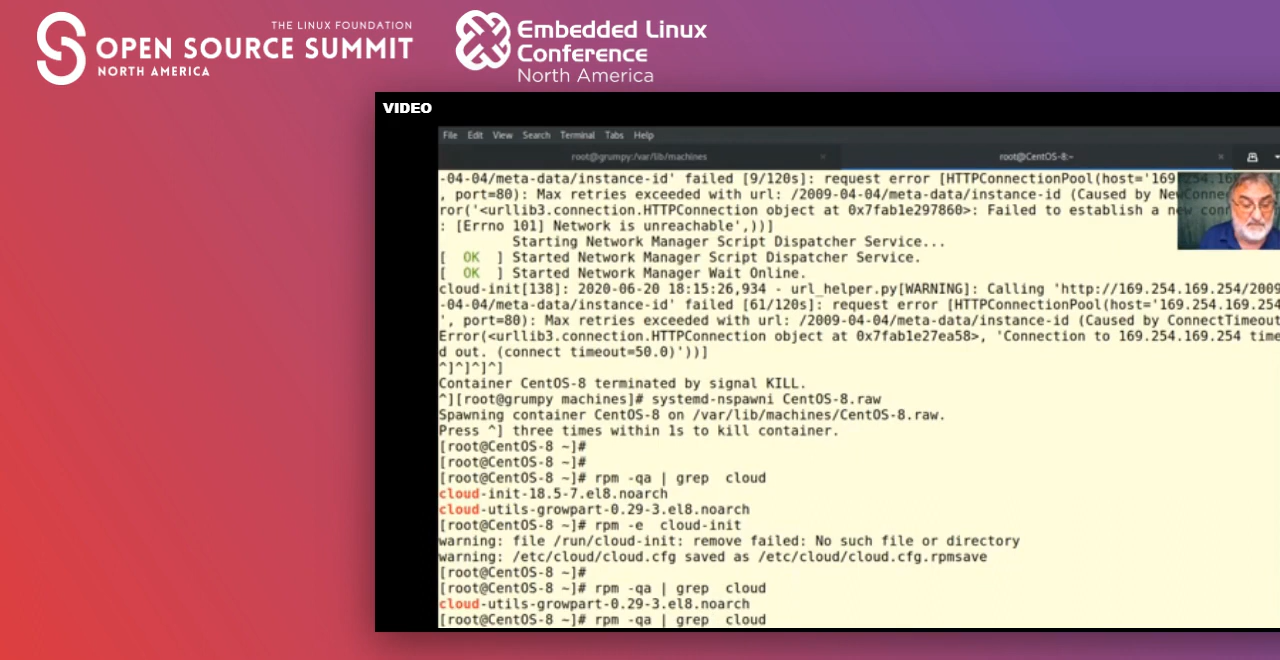 THE LINUX FOUNDATION
OPEN SOURCE SUMMIT
NORTH AMERICA
Embedded Linux
Conference
North America
VIDEO
File Edit View Search Terminal Tabs Help
root@grumpy:/var/lib/machines × root@CentOS-8:~ ×
-04-04/meta-data/instance-id' failed [9/120s]: request error [HTTPConnectionPool(host='169.254.16
, port=80): Max retries exceeded with url: /2009-04-04/meta-data/instance-id (Caused by NewConne
ror('<urllib3.connection.HTTPConnection object at 0x7fab1e297860>: Failed to establish a new conn
: [Errno 101] Network is unreachable',))]
Starting Network Manager Script Dispatcher Service...
[  OK  ] Started Network Manager Script Dispatcher Service.
[  OK  ] Started Network Manager Wait Online.
cloud-init[138]: 2020-06-20 18:15:26,934 - url_helper.py[WARNING]: Calling 'http://169.254.169.254/2009
-04-04/meta-data/instance-id' failed [61/120s]: request error [HTTPConnectionPool(host='169.254.169.254
', port=80): Max retries exceeded with url: /2009-04-04/meta-data/instance-id (Caused by ConnectTimeout
Error(<urllib3.connection.HTTPConnection object at 0x7fab1e27ea58>, 'Connection to 169.254.169.254 time
d out. (connect timeout=50.0)'))]
^]^]^]^]
Container CentOS-8 terminated by signal KILL.
^][root@grumpy machines]# systemd-nspawni CentOS-8.raw
Spawning container CentOS-8 on /var/lib/machines/CentOS-8.raw.
Press ^] three times within 1s to kill container.
[root@CentOS-8 ~]#
[root@CentOS-8 ~]#
[root@CentOS-8 ~]# rpm -qa | grep  cloud
cloud-init-18.5-7.el8.noarch
cloud-utils-growpart-0.29-3.el8.noarch
[root@CentOS-8 ~]# rpm -e  cloud-init
warning: file /run/cloud-init: remove failed: No such file or directory
warning: /etc/cloud/cloud.cfg saved as /etc/cloud/cloud.cfg.rpmsave
[root@CentOS-8 ~]#
[root@CentOS-8 ~]# rpm -qa | grep  cloud
cloud-utils-growpart-0.29-3.el8.noarch
[root@CentOS-8 ~]# rpm -qa | grep  cloud